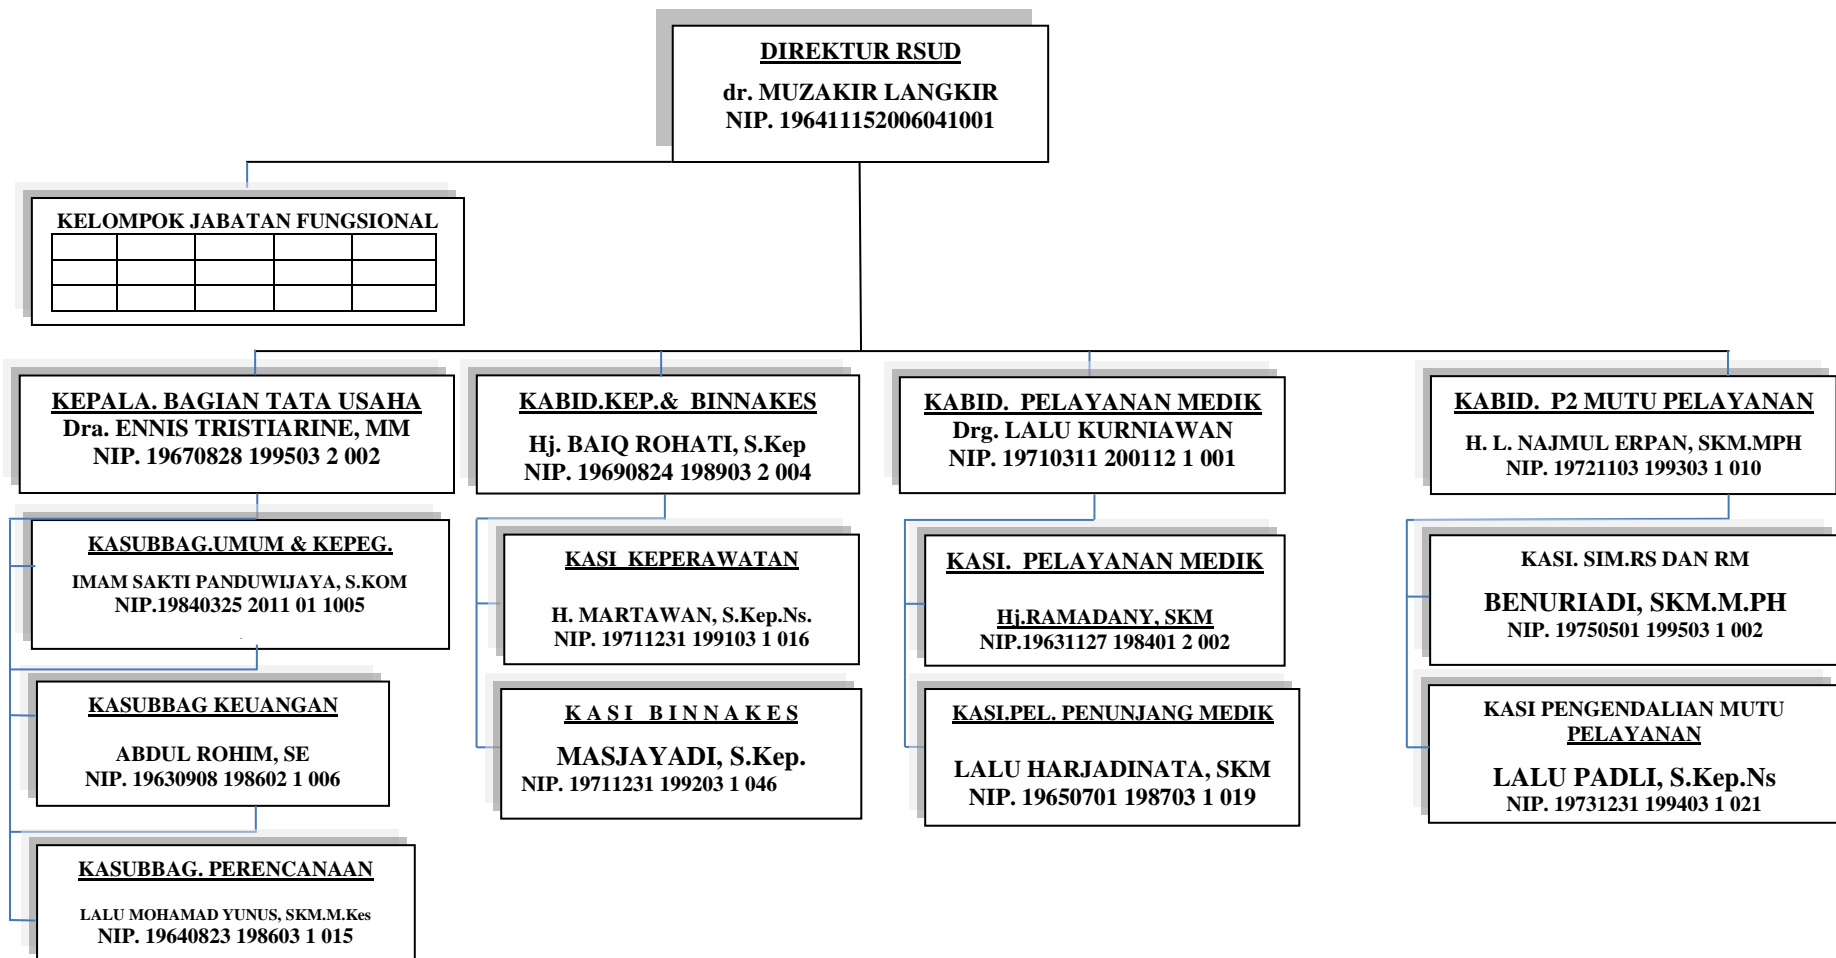 DIREKTUR RSUD
dr. MUZAKIR LANGKIR
NIP. 196411152006041001
KELOMPOK JABATAN FUNGSIONAL
KEPALA. BAGIAN TATA USAHA
Dra. ENNIS TRISTIARINE, MM
NIP. 19670828 199503 2 002
KASUBBAG.UMUM & KEPEG.
IMAM SAKTI PANDUWIJAYA, S.KOM
NIP.19840325 2011 01 1005
KASUBBAG KEUANGAN
ABDUL ROHIM, SE
NIP. 19630908 198602 1 006
KASUBBAG. PERENCANAAN
LALU MOHAMAD YUNUS, SKM.M.Kes
NIP. 19640823 198603 1 015
KABID.KEP.& BINNAKES
Hj. BAIQ ROHATI, S.Kep
NIP. 19690824 198903 2 004
KASI KEPERAWATAN
H. MARTAWAN, S.Kep.Ns.
NIP. 19711231 199103 1 016
K A S I B I N N A K E S
MASJAYADI, S.Kep.
NIP. 19711231 199203 1 046
KABID. PELAYANAN MEDIK
Drg. LALU KURNIAWAN
NIP. 19710311 200112 1 001
KASI. PELAYANAN MEDIK
Hj.RAMADANY, SKM
NIP.19631127 198401 2 002
KASI.PEL. PENUNJANG MEDIK
LALU HARJADINATA, SKM
NIP. 19650701 198703 1 019
KABID. P2 MUTU PELAYANAN
H. L. NAJMUL ERPAN, SKM.MPH
NIP. 19721103 199303 1 010
KASI. SIM.RS DAN RM
BENURIADI, SKM.M.PH
NIP. 19750501 199503 1 002
KASI PENGENDALIAN MUTU
PELAYANAN
LALU PADLI, S.Kep.Ns
NIP. 19731231 199403 1 021